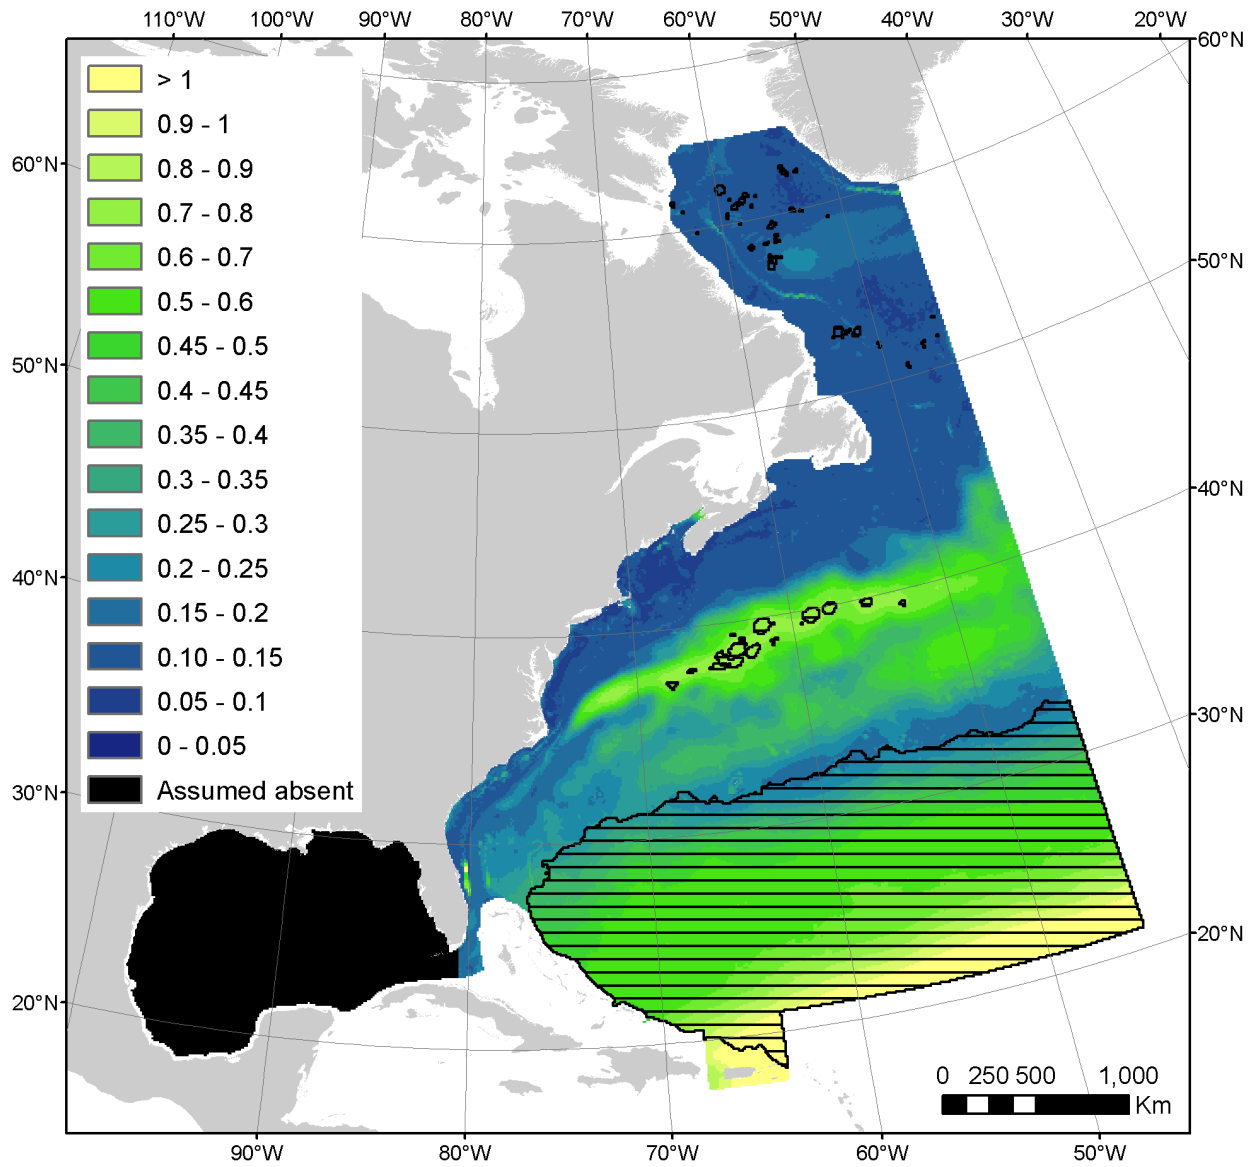 110°W 100°W 90°W 80°W 70°W 60°W 50°W 40°W 30°W 20°W
60°N
> 1
0.9 - 1
60°N
0.8 - 0.9
0.7 - 0.8
0.6 - 0.7
50°N
0.5 - 0.6
0.45 - 0.5
50°N
0.4 - 0.45
0.35 - 0.4
0.3 - 0.35
40°N
0.25 - 0.3
0.2 - 0.25
40°N
0.15 - 0.2
0.10 - 0.15
0.05 - 0.1
30°N
0 - 0.05
Assumed absent
30°N
20°N
20°N
0 250 500 1,000
Km
90°W 80°W 70°W 60°W 50°W